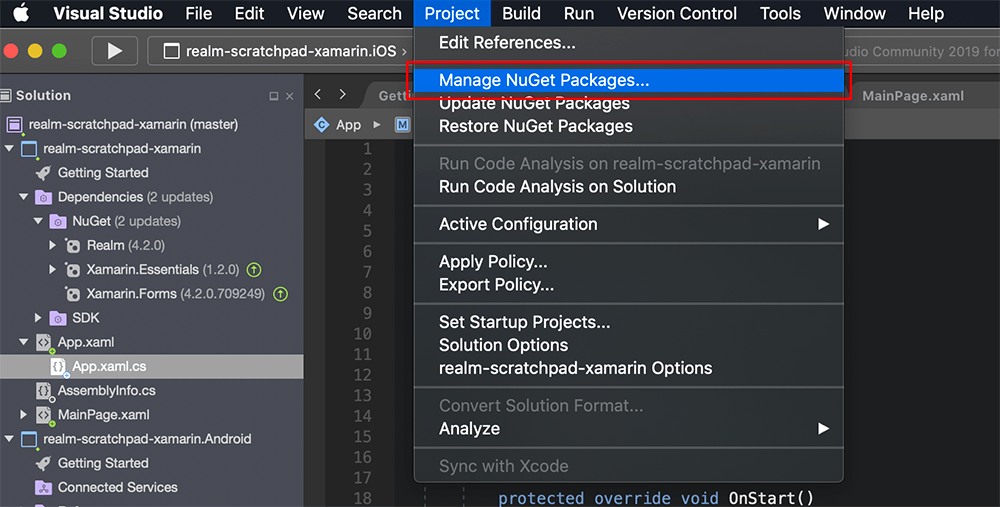 Visual Studio File Edit View Search Project Build Run Version Control Tools Window Help
realm-scratchpad-xamarin.iOS
udio Community 2019 for
Solution
realm-scratchpad-xamarin (master)
realm-scratchpad-xamarin
Getting Started
Dependencies (2 updates)
NuGet (2 updates)
Realm (4.2.0)
Xamarin.Essentials (1.2.0)
Xamarin.Forms (4.2.0.709249)
SDK
App.xaml
App.xaml.cs
AssemblyInfo.cs
MainPage.xaml
realm-scratchpad-xamarin.Android
Getting Started
Connected Services
Getti
MainPage.xaml
App
M
1
2
3
4
5
6
7
8
9
10
11
12
13
14
15
16
17
18
protected override void OnStart()
Edit References...
Manage NuGet Packages...
Update NuGet Packages
Restore NuGet Packages
Run Code Analysis on realm-scratchpad-xamarin
Run Code Analysis on Solution
Active Configuration
Apply Policy...
Export Policy...
Set Startup Projects...
Solution Options
realm-scratchpad-xamarin Options
Convert Solution Format...
Analyze
Sync with Xcode